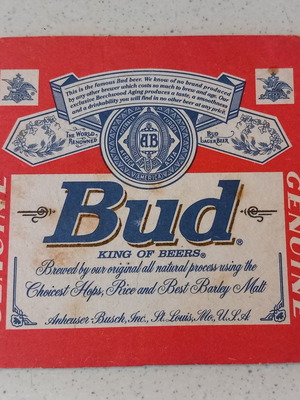 This is the famous Bud beer. We know of no brand produced
by any other brewer which costs so much to brew and age. Our
exclusive Beechwood Aging produces a taste, a smoothness
and a drinkability you will find in no other beer at any price.
THE WORLD
RENOWNED
BUD
LAGER BEER
AB
Bud®
KING OF BEERS®
Brewed by our original all natural process using the
Choicest Hops, Rice and Best Barley Malt
Anheuser-Busch, Inc., St. Louis, Mo., U.S.A.
GENUINE
GENUINE